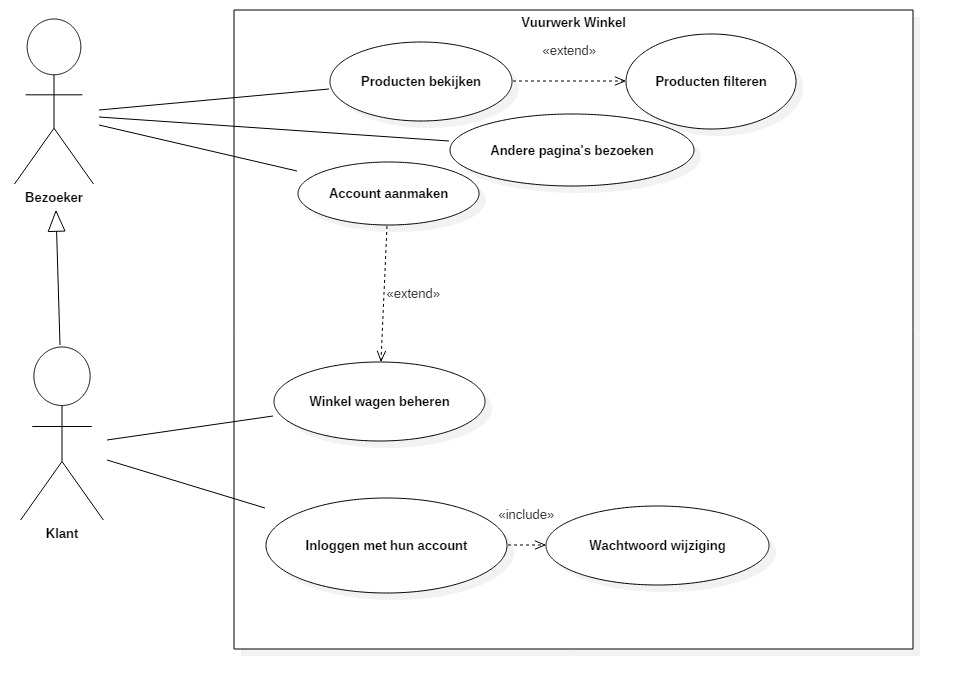 Vuurwerk Winkel
«extend»
Producten bekijken
Producten filteren
Andere pagina's bezoeken
Account aanmaken
Bezoeker
«extend»
Winkel wagen beheren
«include»
Klant
Inloggen met hun account
Wachtwoord wijziging